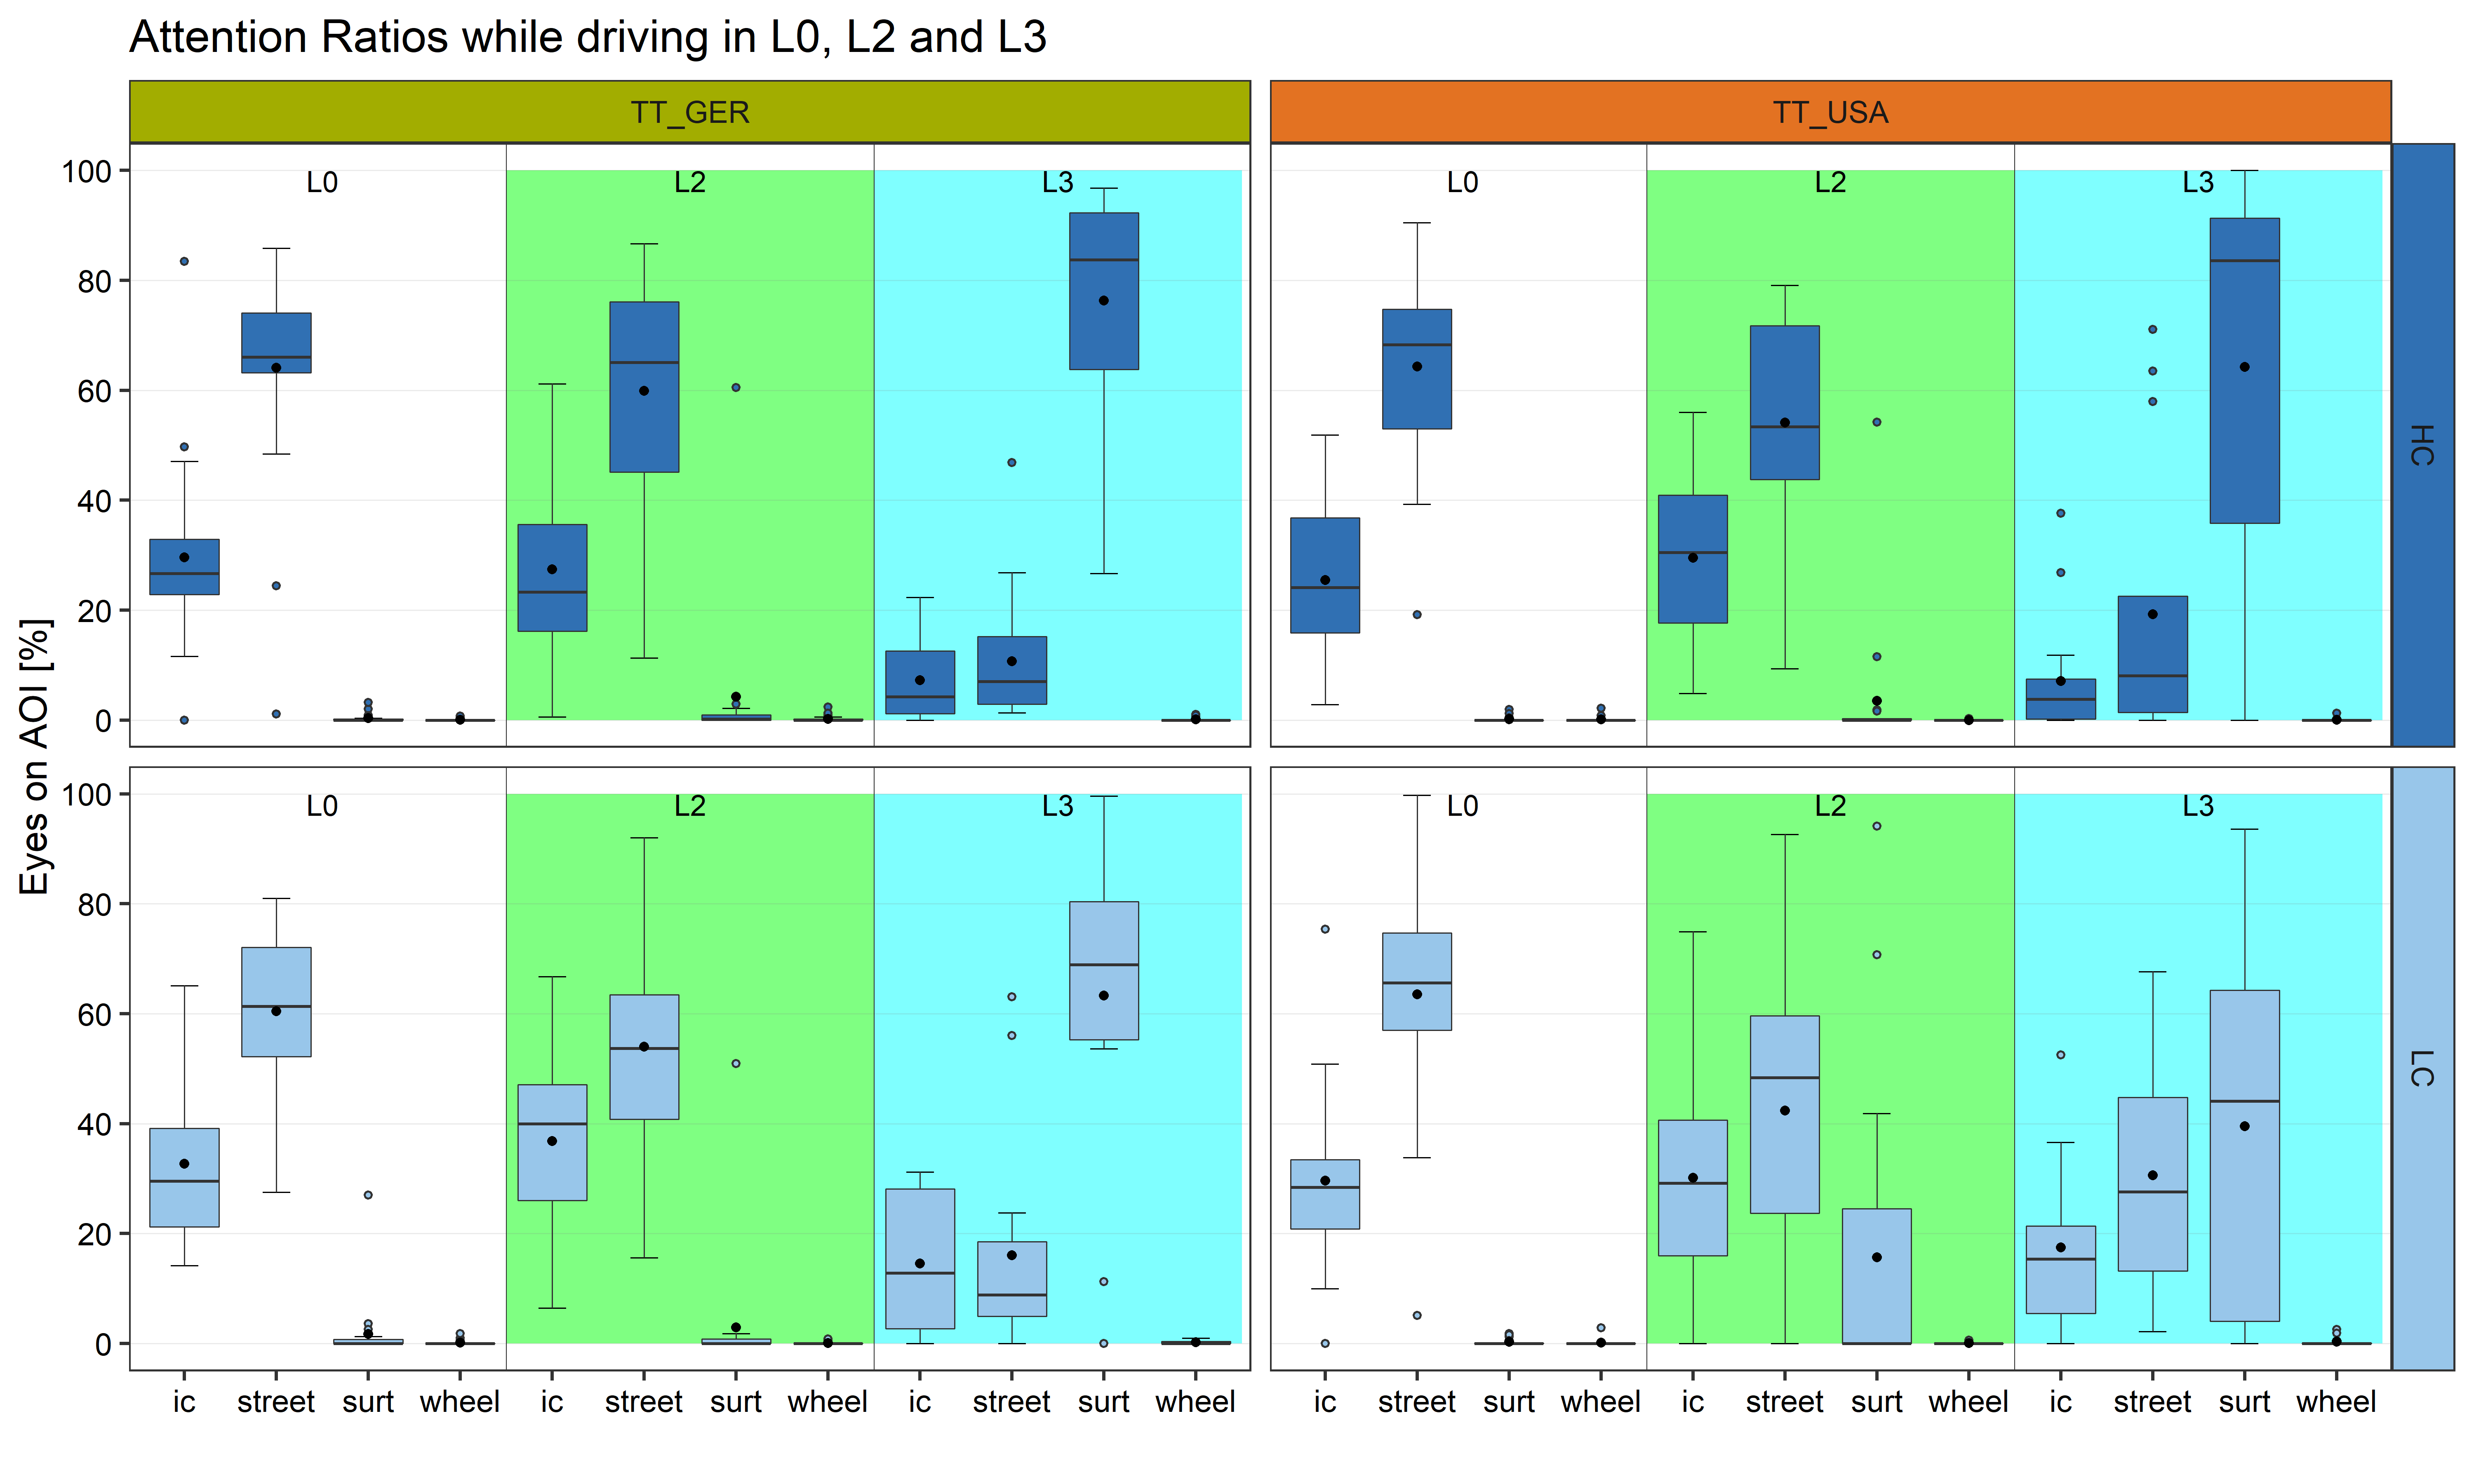 Attention Ratios while driving in L0, L2 and L3
TT_GER
TT_USA
Eyes on AOI [%]
100
80
60
40
20
0
L0
L2
L3
L0
L2
L3
HC
100
80
60
40
20
0
L0
L2
L3
L0
L2
L3
LC
ic street surt wheel ic street surt wheel ic street surt wheel
ic street surt wheel ic street surt wheel ic street surt wheel